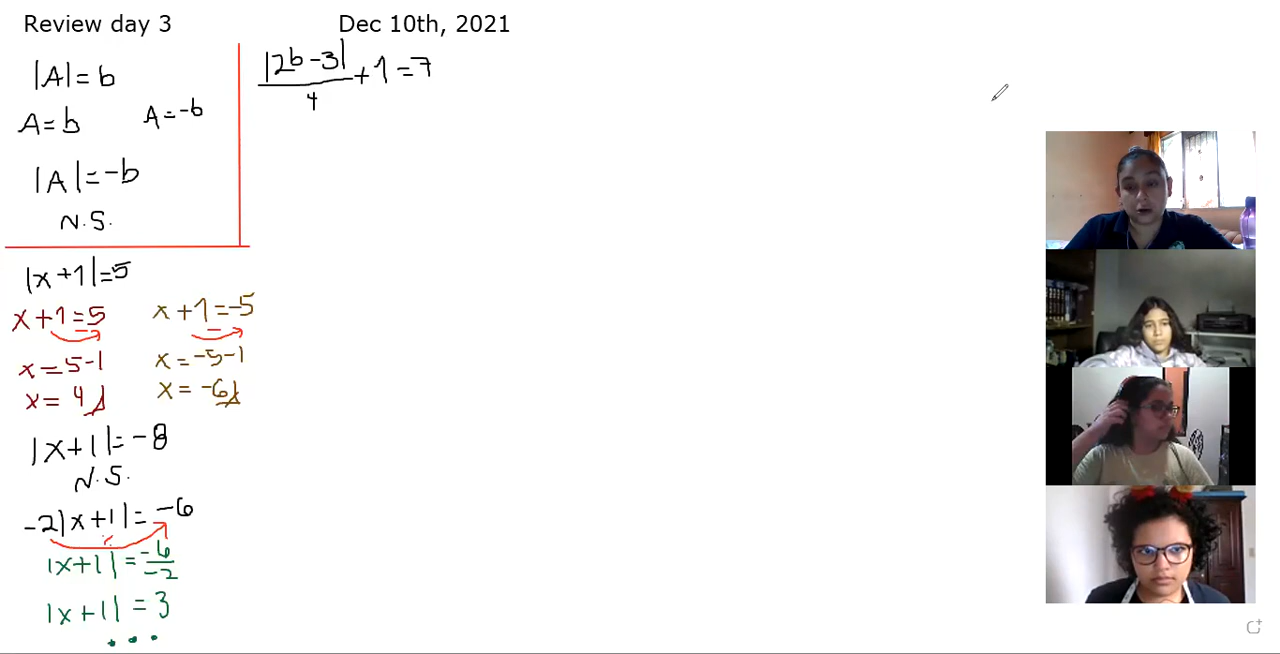 Review day 3
Dec 10th, 2021
|A|=b
A=b A=-b
|A|=-b
N.S.
|x+1|=5
x+1=5 x+1=-5
x=5-1 x=-5-1
x=4 x=-6
|x+1|=-8
N.S.
-2|x+1|=-6
|x+1|=-6/-2
|x+1|=3
...
|2b-3|/4+1=7